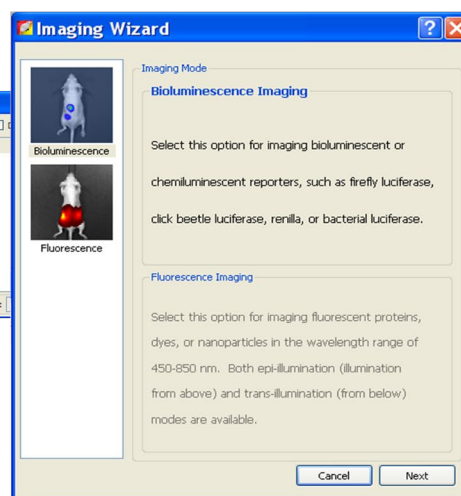 Imaging Wizard
Imaging Mode
Bioluminescence Imaging
Select this option for imaging bioluminescent or
chemiluminescent reporters, such as firefly luciferase,
click beetle luciferase, renilla, or bacterial luciferase.
Bioluminescence
Fluorescence
Fluorescence Imaging
Select this option for imaging fluorescent proteins,
dyes, or nanoparticles in the wavelength range of
450-850 nm. Both epi-illumination (illumination
from above) and trans-illumination (from below)
modes are available.
Cancel
Next